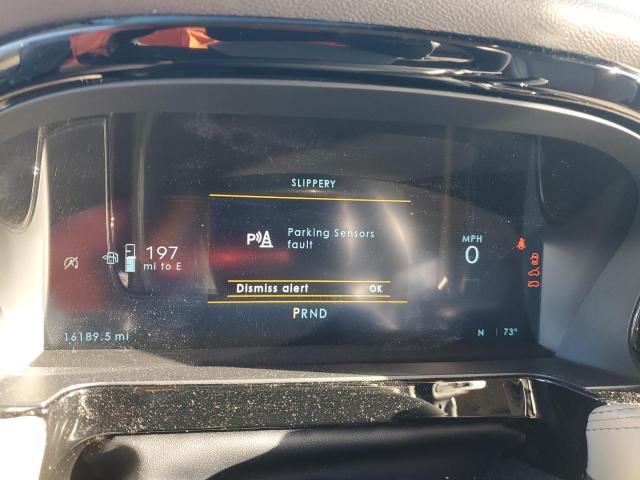 SLIPPERY
P
Parking Sensors
fault
197
mi to E
MPH
0
Dismiss alert OK
PRND
16189.5 mi
N 73°